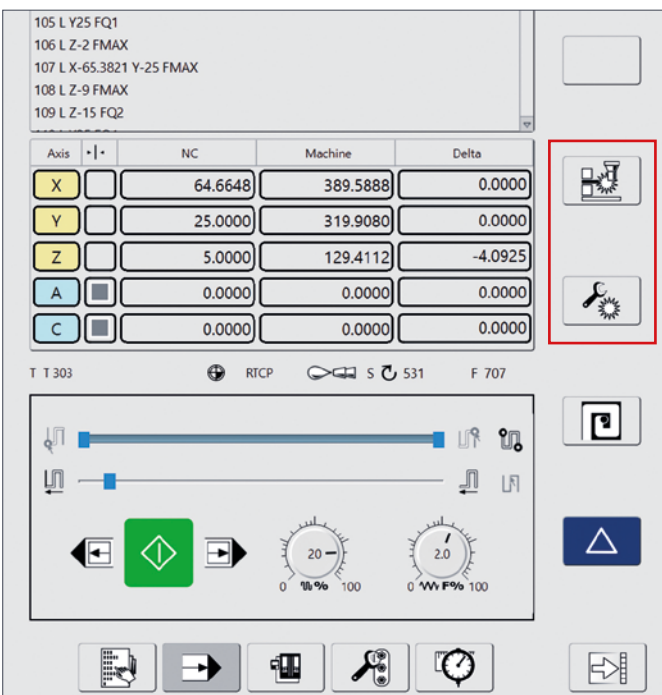 105 L Y25 FQ1
106 L Z-2 FMAX
107 L X-65.3821 Y-25 FMAX
108 L Z-9 FMAX
109 L Z-15 FQ2
Axis NC Machine Delta
X 64.6648 389.5888 0.0000
Y 25.0000 319.9080 0.0000
Z 5.0000 129.4112 -4.0925
A 0.0000 0.0000 0.0000
C 0.0000 0.0000 0.0000
T T 303 RTCP S 531 F 707
20 2.0
0 % 100 0 F% 100